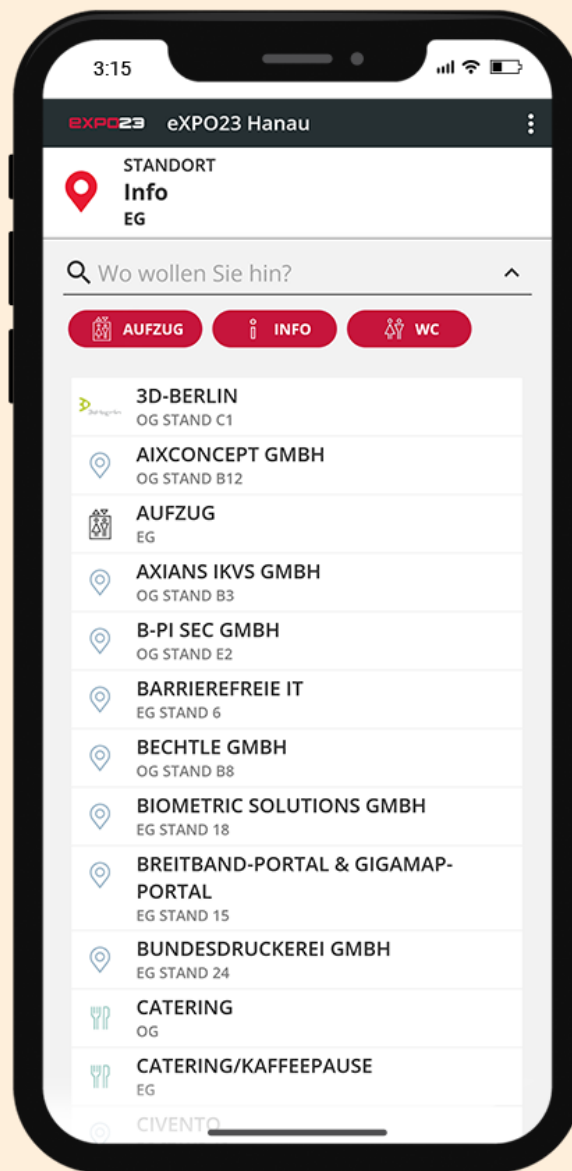 3:15
eXPO23 eXPO23 Hanau
STANDORT
Info
EG
Wo wollen Sie hin?
AUFZUG INFO WC
3D-BERLIN
OG STAND C1
AIXCONCEPT GMBH
OG STAND B12
AUFZUG
EG
AXIANS IKVS GMBH
OG STAND B3
B-PI SEC GMBH
OG STAND E2
BARRIEREFREIE IT
EG STAND 6
BECHTLE GMBH
OG STAND B8
BIOMETRIC SOLUTIONS GMBH
EG STAND 18
BREITBAND-PORTAL & GIGAMAP-
PORTAL
EG STAND 15
BUNDESDRUCKEREI GMBH
EG STAND 24
CATERING
OG
CATERING/KAFFEEPAUSE
EG
CIVENTO